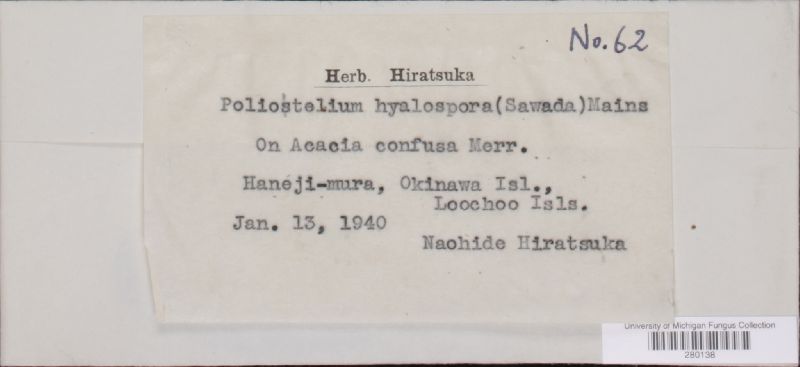 No. 62
Herb. Hiratsuka
Poliostelium hyalospora(Sawada)Mains
On Acacia confusa Merr.
Haneji-mura, Okinawa Isl.,
Loochoo Isls.
Jan. 13, 1940
Naohide Hiratsuka
University of Michigan Fungus Collection
280138